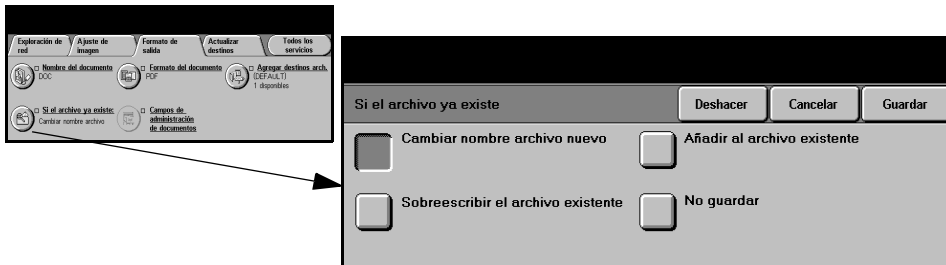 Exploración de red
Ajuste de imagen
Formato de salida
Actualizar destinos
Todos los servicios
Nombre del documento
DOC
Formato del documento
PDF
Agregar destinos arch.
(DEFAULT)
1 disponibles
Si el archivo ya existe:
Cambiar nombre archivo
Campos de
administración
de documentos
Si el archivo ya existe
Deshacer
Cancelar
Guardar
Cambiar nombre archivo nuevo
Añadir al archivo existente
Sobreescribir el archivo existente
No guardar